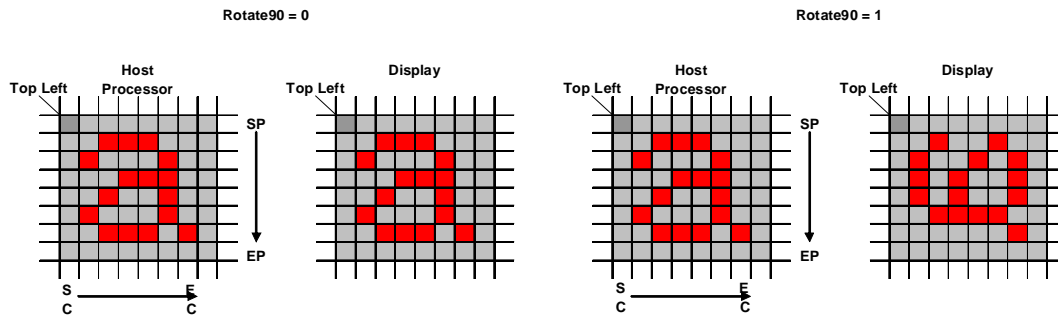 Rotate90 = 0
Rotate90 = 1
Host
Processor
Display
Top Left
Top Left
SP
EP
S
C
E
C
Host
Processor
Display
Top Left
Top Left
SP
EP
S
C
E
C